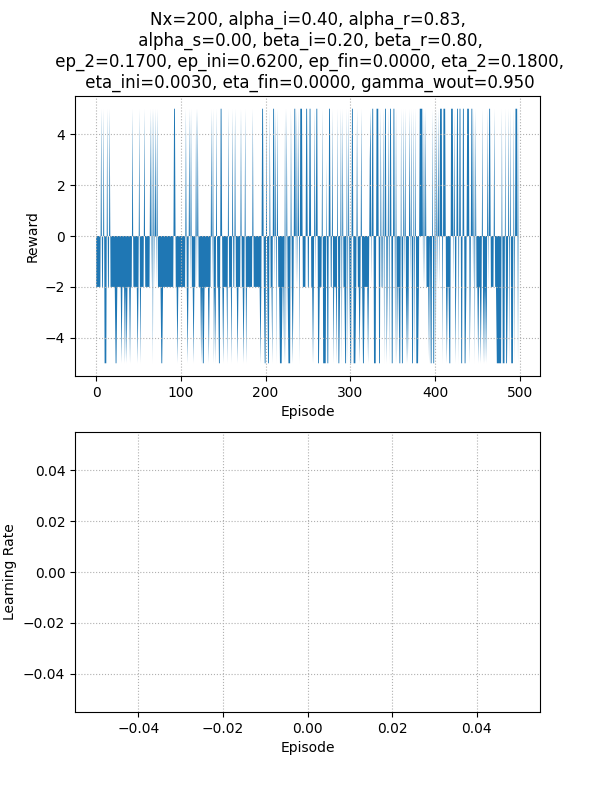 Nx=200, alpha_i=0.40, alpha_r=0.83,
alpha_s=0.00, beta_i=0.20, beta_r=0.80,
ep_2=0.1700, ep_ini=0.6200, ep_fin=0.0000, eta_2=0.1800,
eta_ini=0.0030, eta_fin=0.0000, gamma_wout=0.950
4
2
0
−2
−4
Reward
0 100 200 300 400 500
Episode
0.04
0.02
0.00
−0.02
−0.04
Learning Rate
−0.04 −0.02 0.00 0.02 0.04
Episode